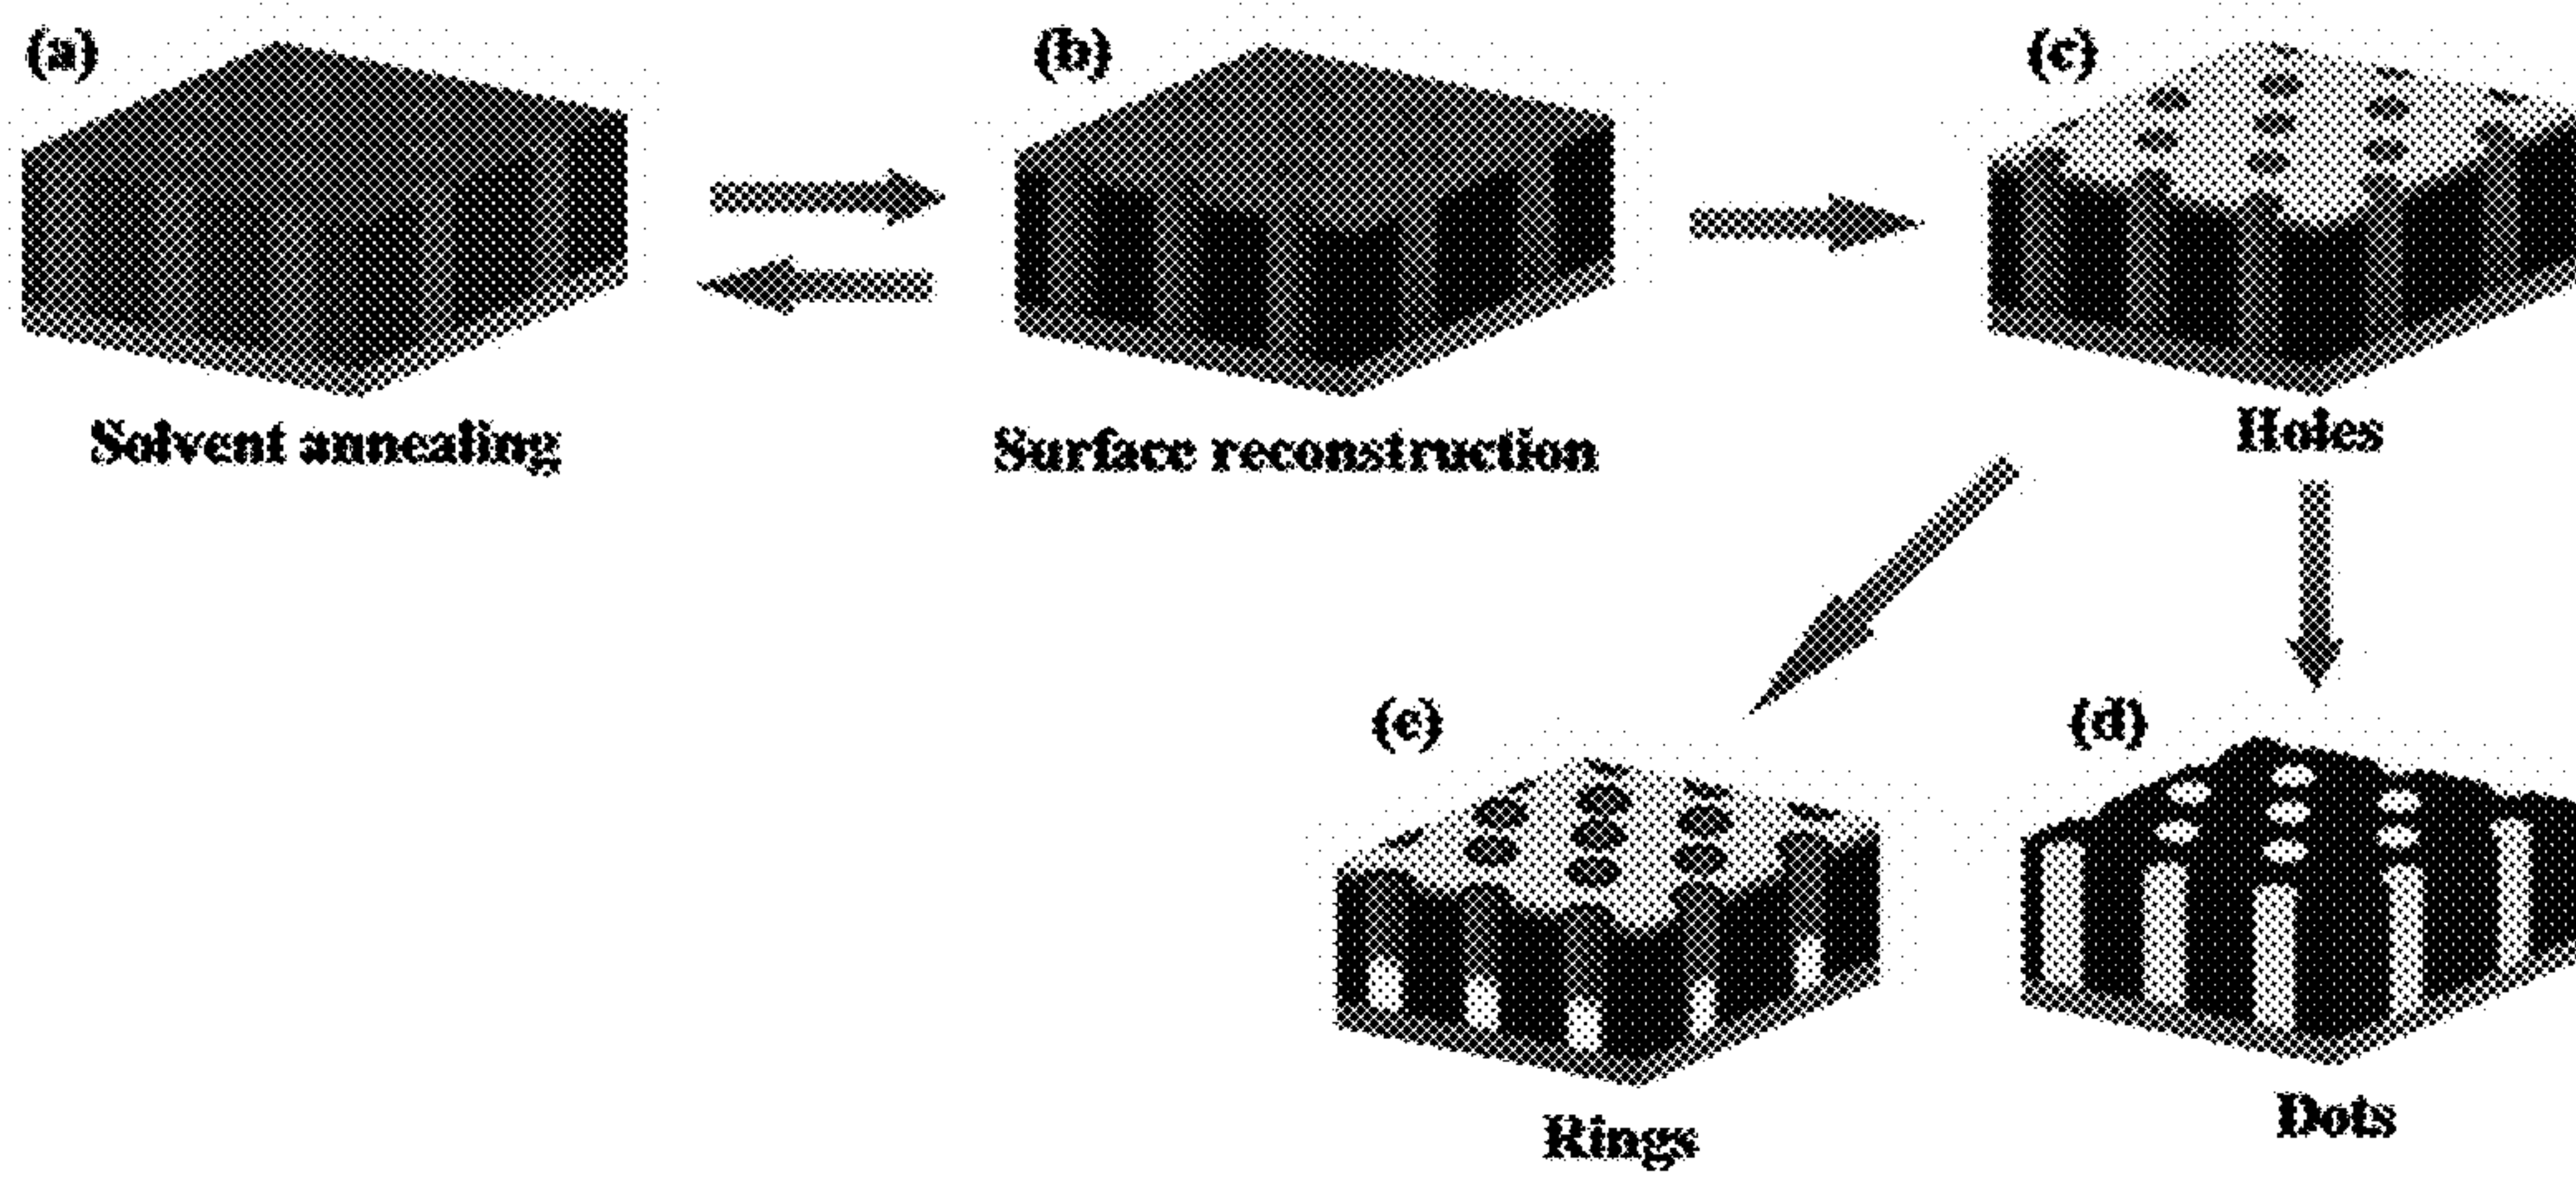 (a)
(b)
(c)
Solvent annealing
Surface reconstruction
Holes
(e)
(d)
Rings
Dots